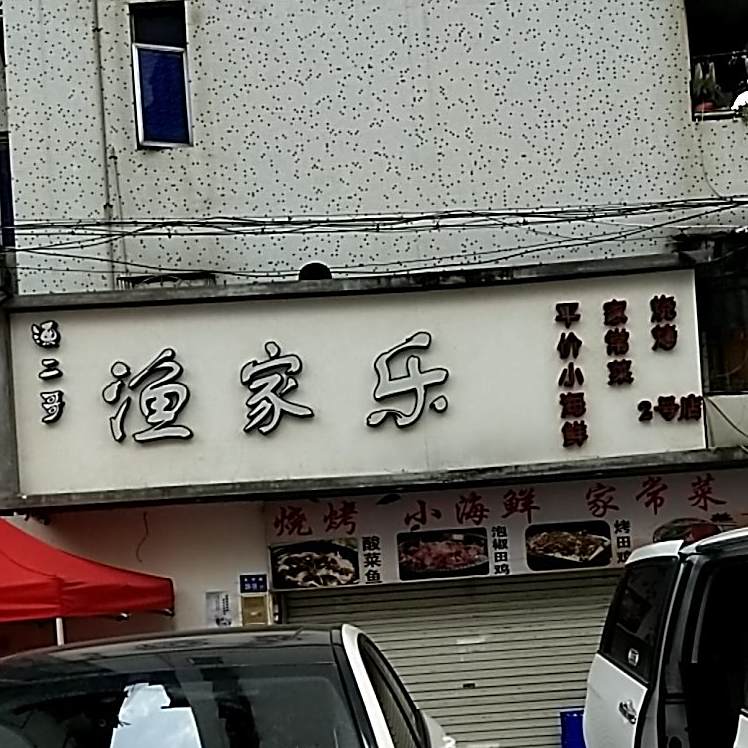 渔二哥
渔家乐
平价小海鲜
家常菜
烧烤
2号店
烧烤 小海鲜 家常菜
酸菜鱼
泡椒田鸡
烤田鸡